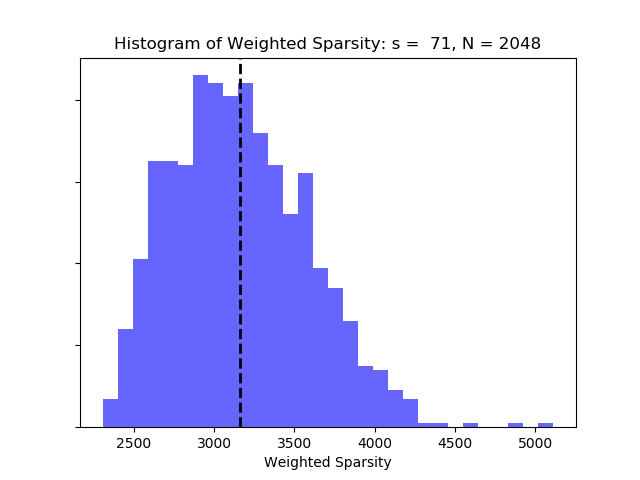 Histogram of Weighted Sparsity: s =  71, N = 2048
2500 3000 3500 4000 4500 5000
Weighted Sparsity